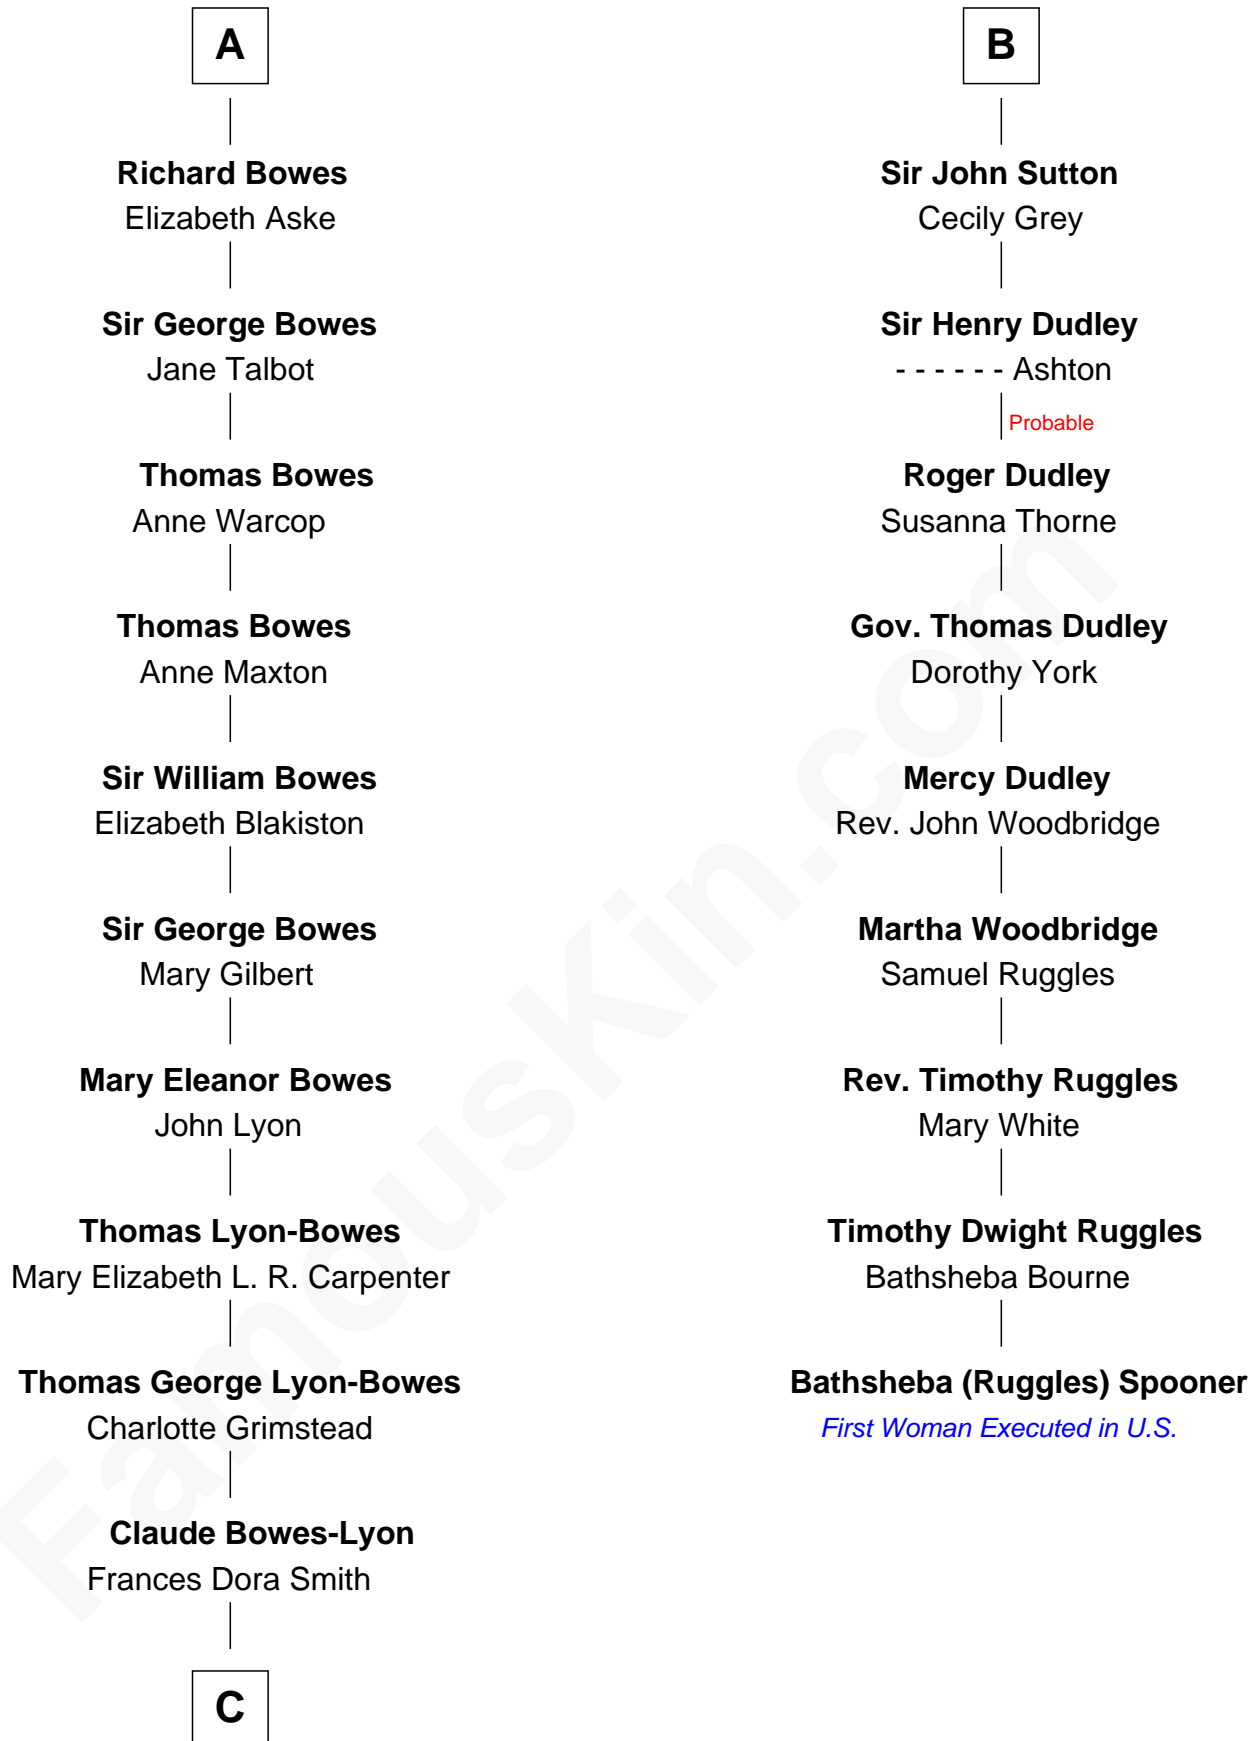 A
Richard Bowes
Elizabeth Aske
Sir George Bowes
Jane Talbot
Thomas Bowes
Anne Warcop
Thomas Bowes
Anne Maxton
Sir William Bowes
Elizabeth Blakiston
Sir George Bowes
Mary Gilbert
Mary Eleanor Bowes
John Lyon
Thomas Lyon-Bowes
Mary Elizabeth L. R. Carpenter
Thomas George Lyon-Bowes
Charlotte Grimstead
Claude Bowes-Lyon
Frances Dora Smith
C
B
Sir John Sutton
Cecily Grey
Sir Henry Dudley
- - - - - - Ashton
Probable
Roger Dudley
Susanna Thorne
Gov. Thomas Dudley
Dorothy York
Mercy Dudley
Rev. John Woodbridge
Martha Woodbridge
Samuel Ruggles
Rev. Timothy Ruggles
Mary White
Timothy Dwight Ruggles
Bathsheba Bourne
Bathsheba (Ruggles) Spooner
First Woman Executed in U.S.
FamousKin.com